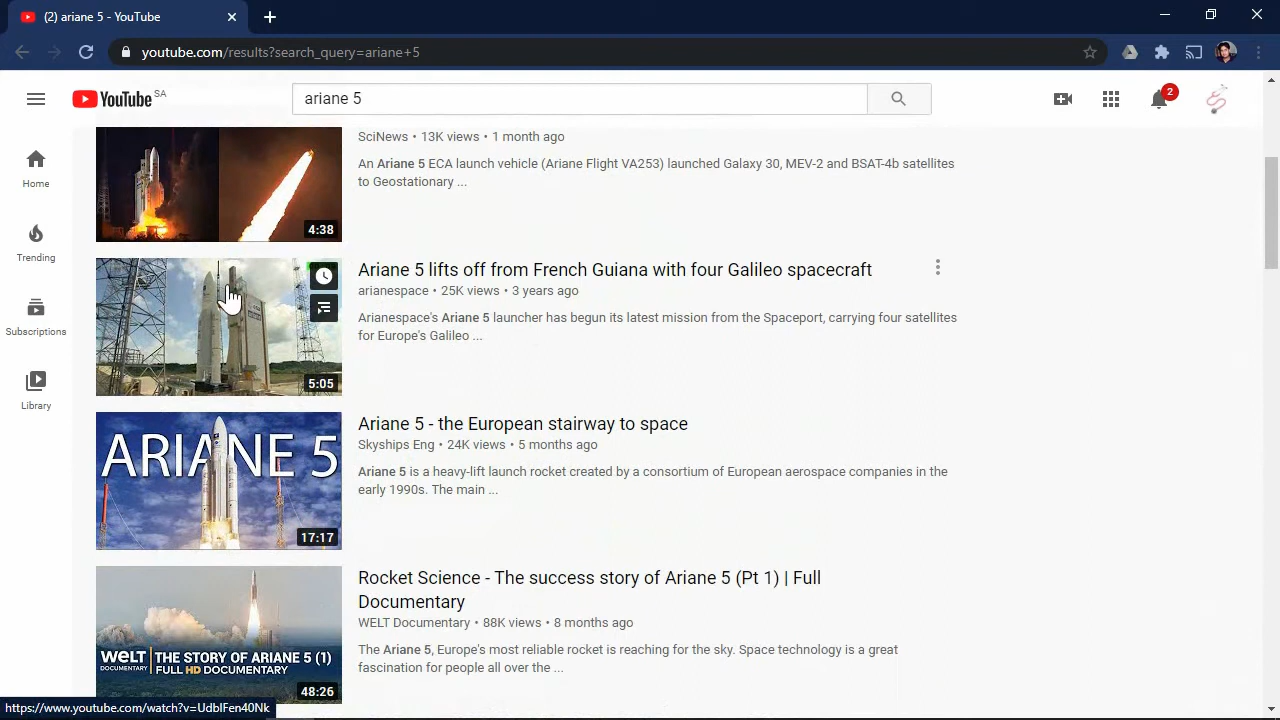 (2) ariane 5 - YouTube
youtube.com/results?search_query=ariane+5
YouTube SA
ariane 5
2
Home
Trending
Subscriptions
Library
SciNews • 13K views • 1 month ago
An Ariane 5 ECA launch vehicle (Ariane Flight VA253) launched Galaxy 30, MEV-2 and BSAT-4b satellites
to Geostationary ...
4:38
Ariane 5 lifts off from French Guiana with four Galileo spacecraft
arianespace • 25K views • 3 years ago
Arianespace's Ariane 5 launcher has begun its latest mission from the Spaceport, carrying four satellites
for Europe's Galileo ...
5:05
Ariane 5 - the European stairway to space
Skyships Eng • 24K views • 5 months ago
Ariane 5 is a heavy-lift launch rocket created by a consortium of European aerospace companies in the
early 1990s. The main ...
ARIANE 5
17:17
Rocket Science - The success story of Ariane 5 (Pt 1) | Full
Documentary
WELT Documentary • 88K views • 8 months ago
The Ariane 5, Europe's most reliable rocket is reaching for the sky. Space technology is a great
fascination for people all over the ...
WELT DOCUMENTARY
THE STORY OF ARIANE 5 (1)
FULL HD DOCUMENTARY
48:26
https://www.youtube.com/watch?v=UdbIFen40Nk